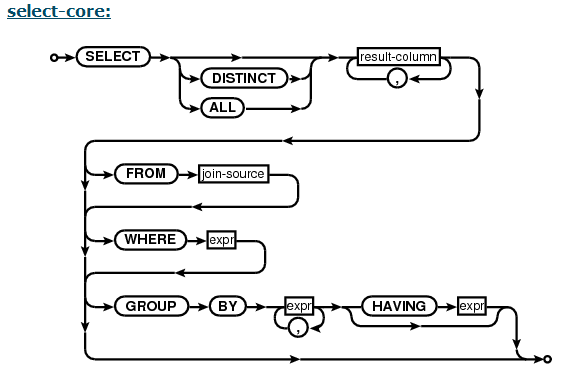 select-core:
SELECT result-column
DISTINCT ,
ALL
FROM join-source
WHERE expr
GROUP BY expr HAVING expr
,